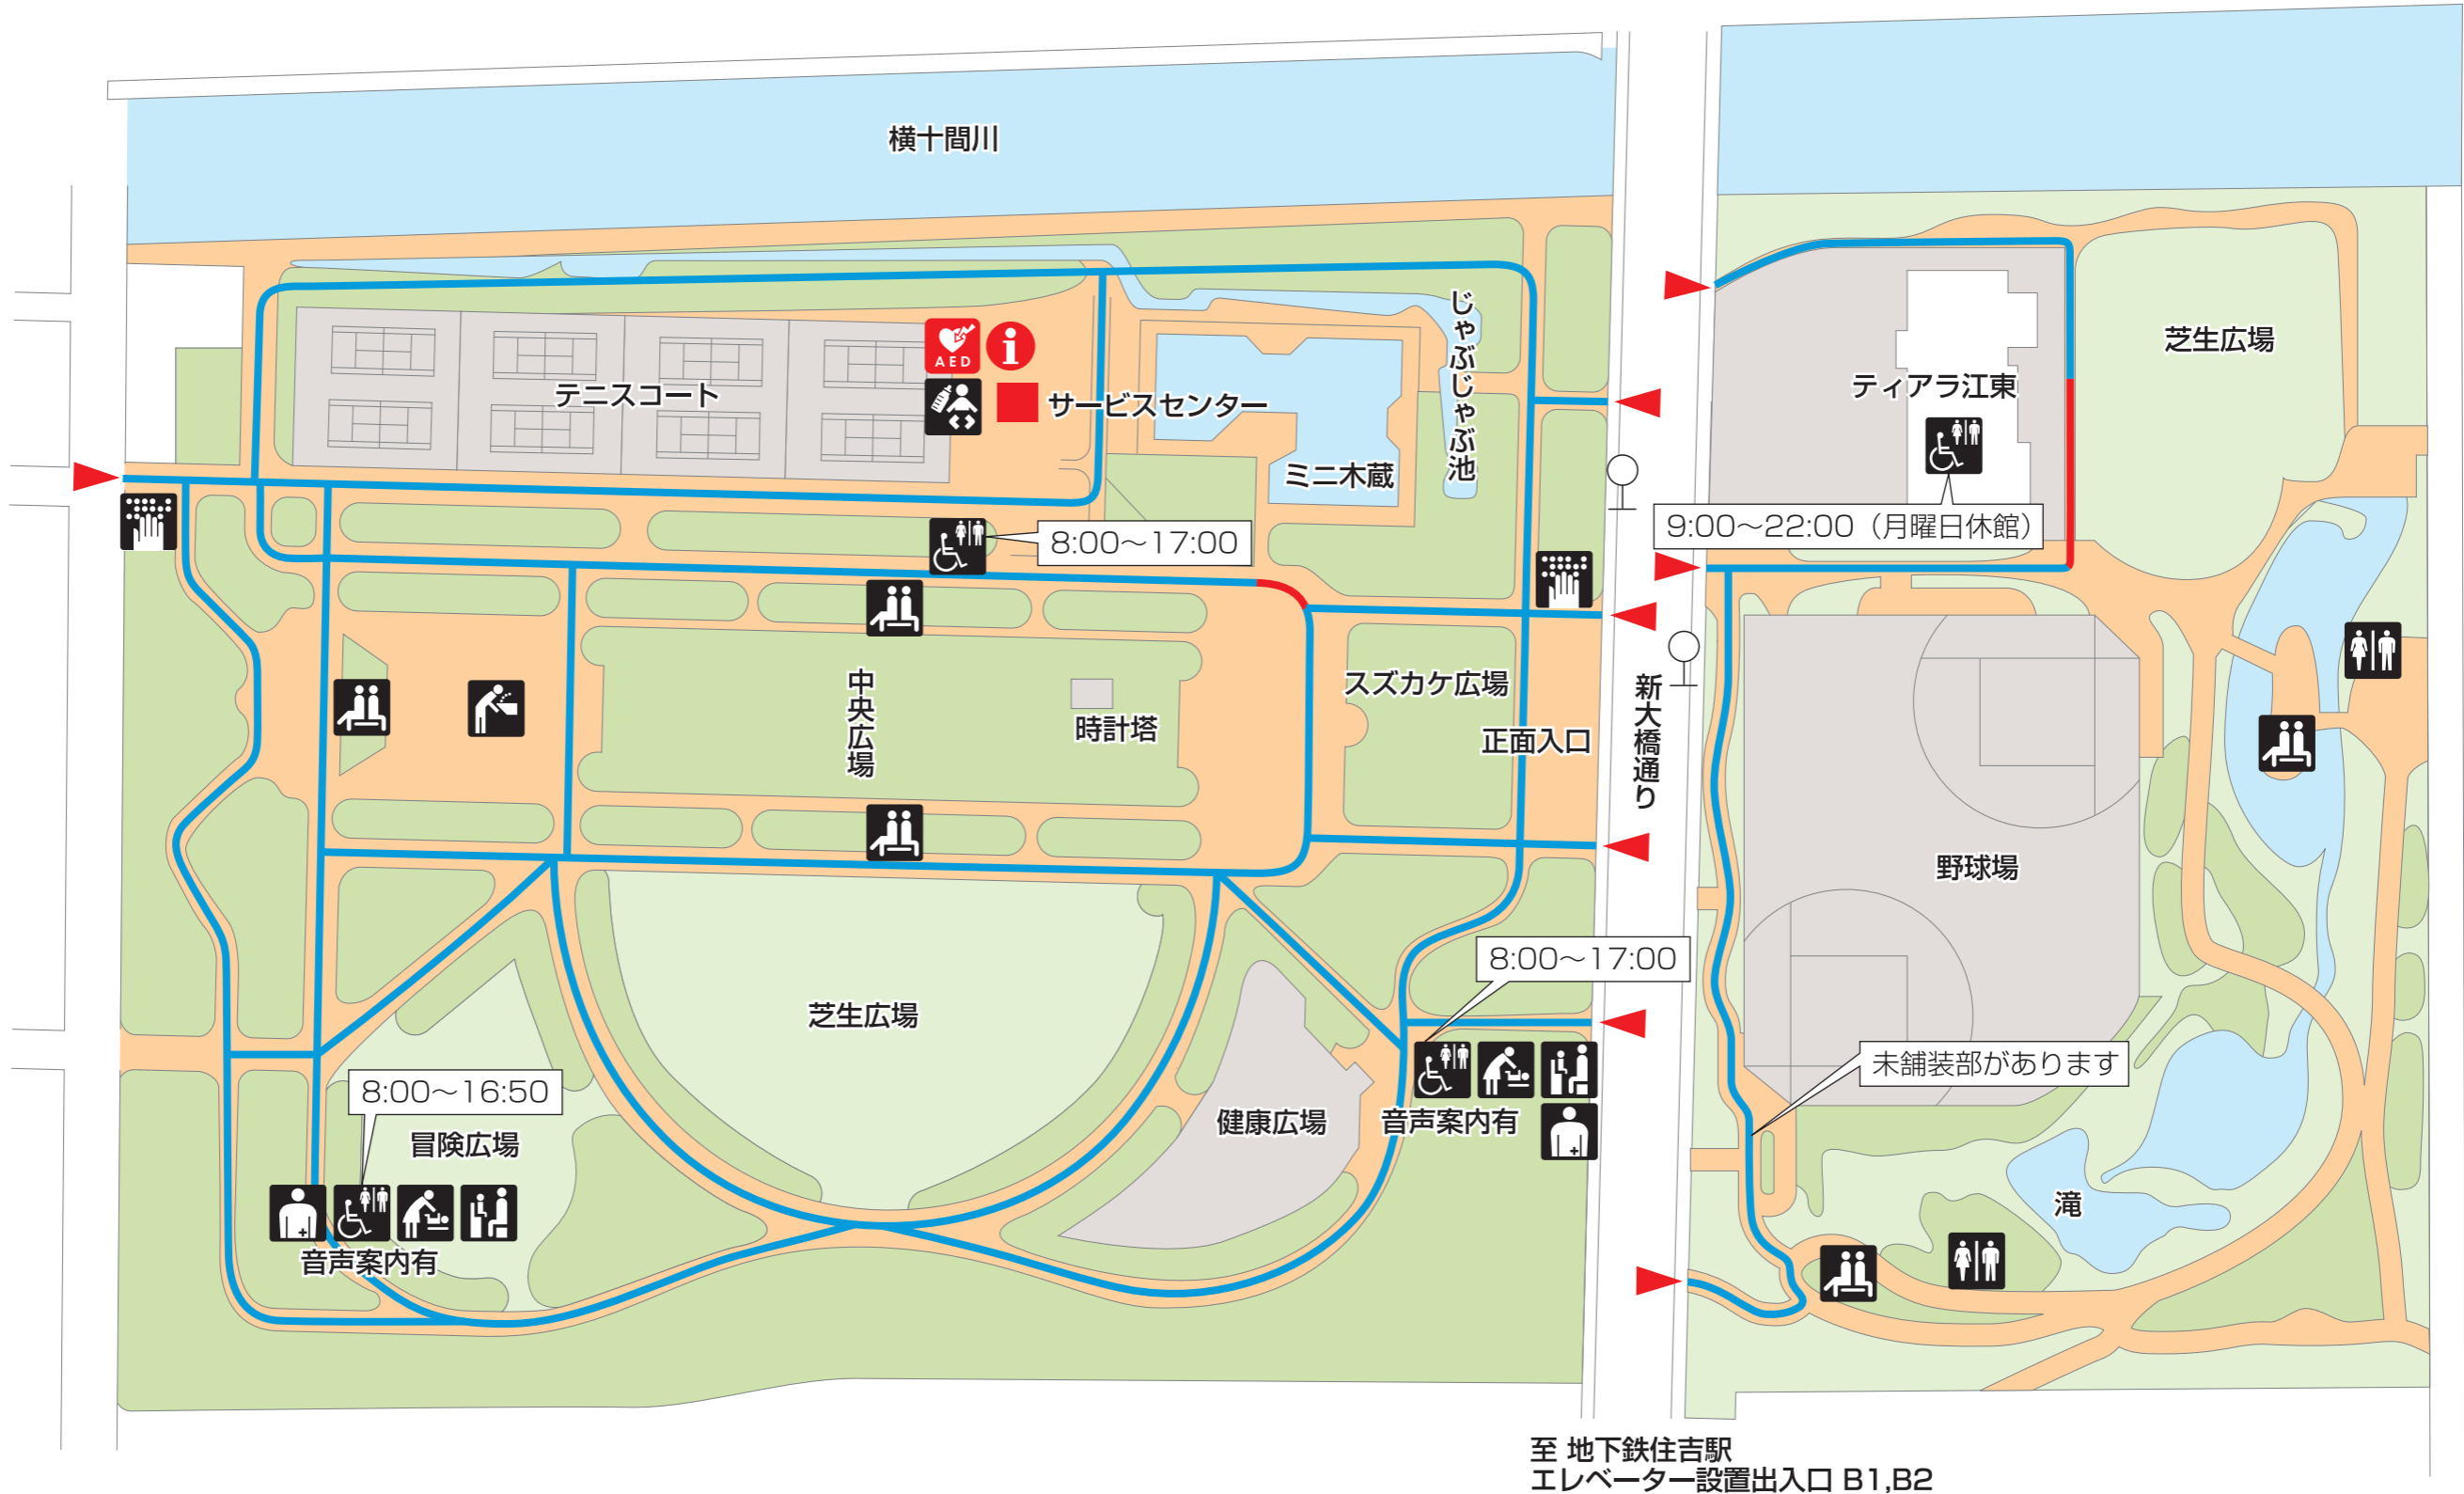 横十間川
AED
テニスコート
サービスセンター
じゃぶじゃぶ池
ミニ木蔵
8:00～17:00
ティアラ江東
芝生広場
9:00～22:00（月曜日休館）
中央広場
時計塔
スズカケ広場
正面入口
新大橋通り
野球場
8:00～17:00
芝生広場
健康広場
音声案内有
未舗装部があります
8:00～16:50
冒険広場
音声案内有
滝
至 地下鉄住吉駅
エレベーター設置出入口 B1,B2